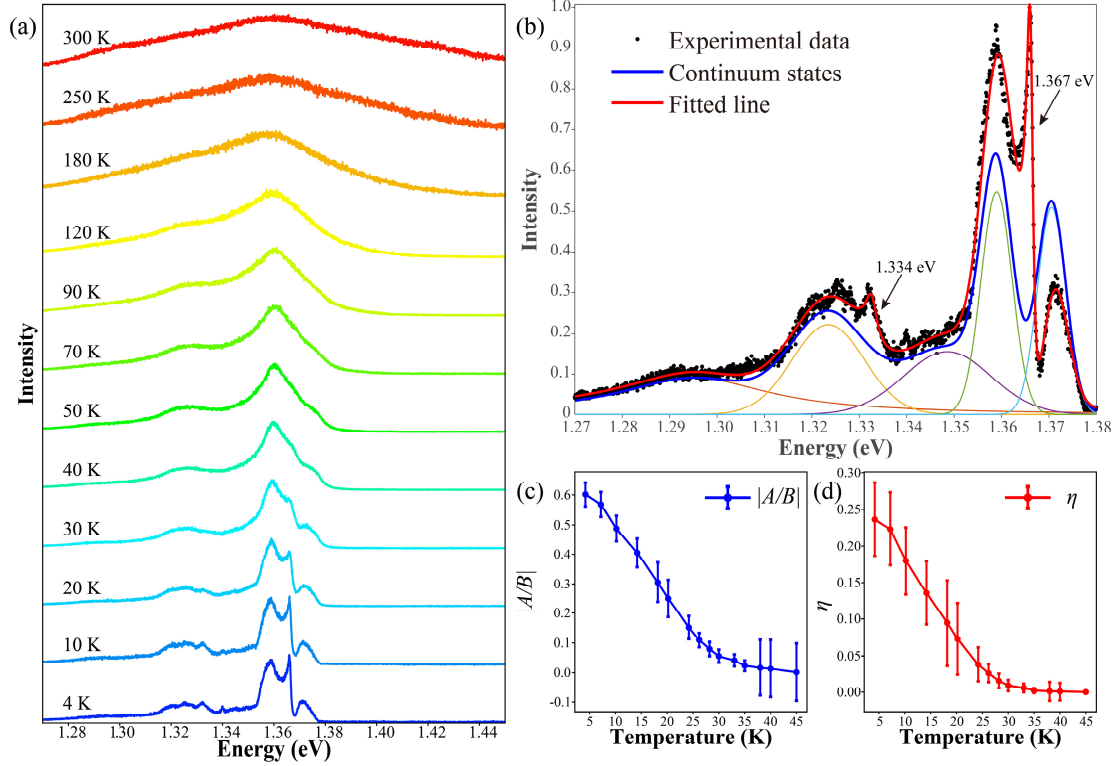 (a)
300 K
250 K
180 K
120 K
90 K
70 K
50 K
40 K
30 K
20 K
10 K
4 K
Intensity
1.30 1.32 1.34 1.36 1.38 1.40 1.42 1.44
Energy (eV)
(b)
Experimental data
Continuum states
Fitted line
1.367 eV
1.334 eV
Intensity
1.0
0.9
0.8
0.7
0.6
0.5
0.4
0.3
0.2
0.1
0
1.27 1.28 1.29 1.30 1.31 1.32 1.33 1.34 1.35 1.36 1.37 1.38
Energy (eV)
(c)
|A/B|
A/B|
0.6
0.5
0.4
0.3
0.2
0.1
0.0
-0.1
5 10 15 20 25 30 35 40 45
Temperature (K)
(d)
η
η
0.30
0.25
0.20
0.15
0.10
0.05
0.00
5 10 15 20 25 30 35 40 45
Temperature (K)